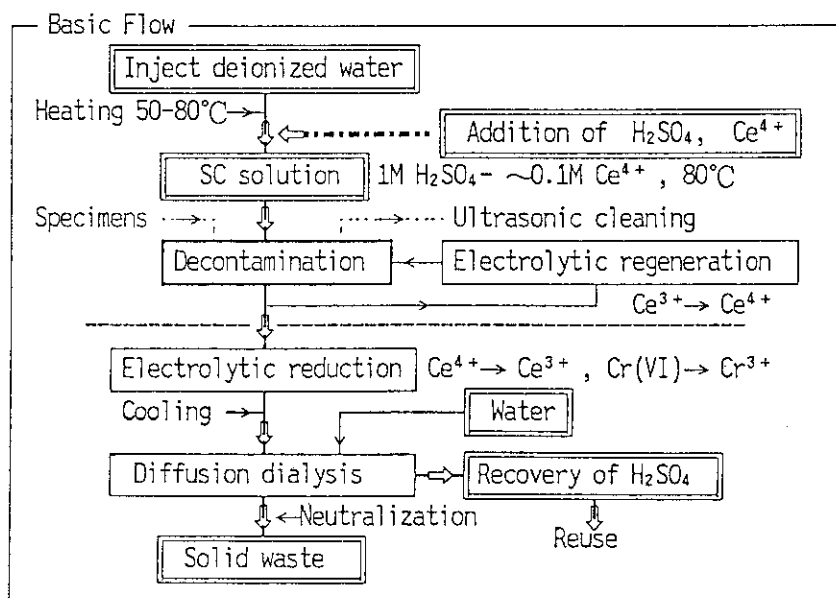 Basic Flow
Inject deionized water
Heating 50-80°C
Addition of H₂SO₄, Ce⁴⁺
SC solution 1M H₂SO₄- ~0.1M Ce⁴⁺ , 80°C
Specimens Ultrasonic cleaning
Decontamination Electrolytic regeneration
Ce³⁺→ Ce⁴⁺
Electrolytic reduction Ce⁴⁺→ Ce³⁺ , Cr(VI)→ Cr³⁺
Cooling Water
Diffusion dialysis Recovery of H₂SO₄
Neutralization
Reuse
Solid waste